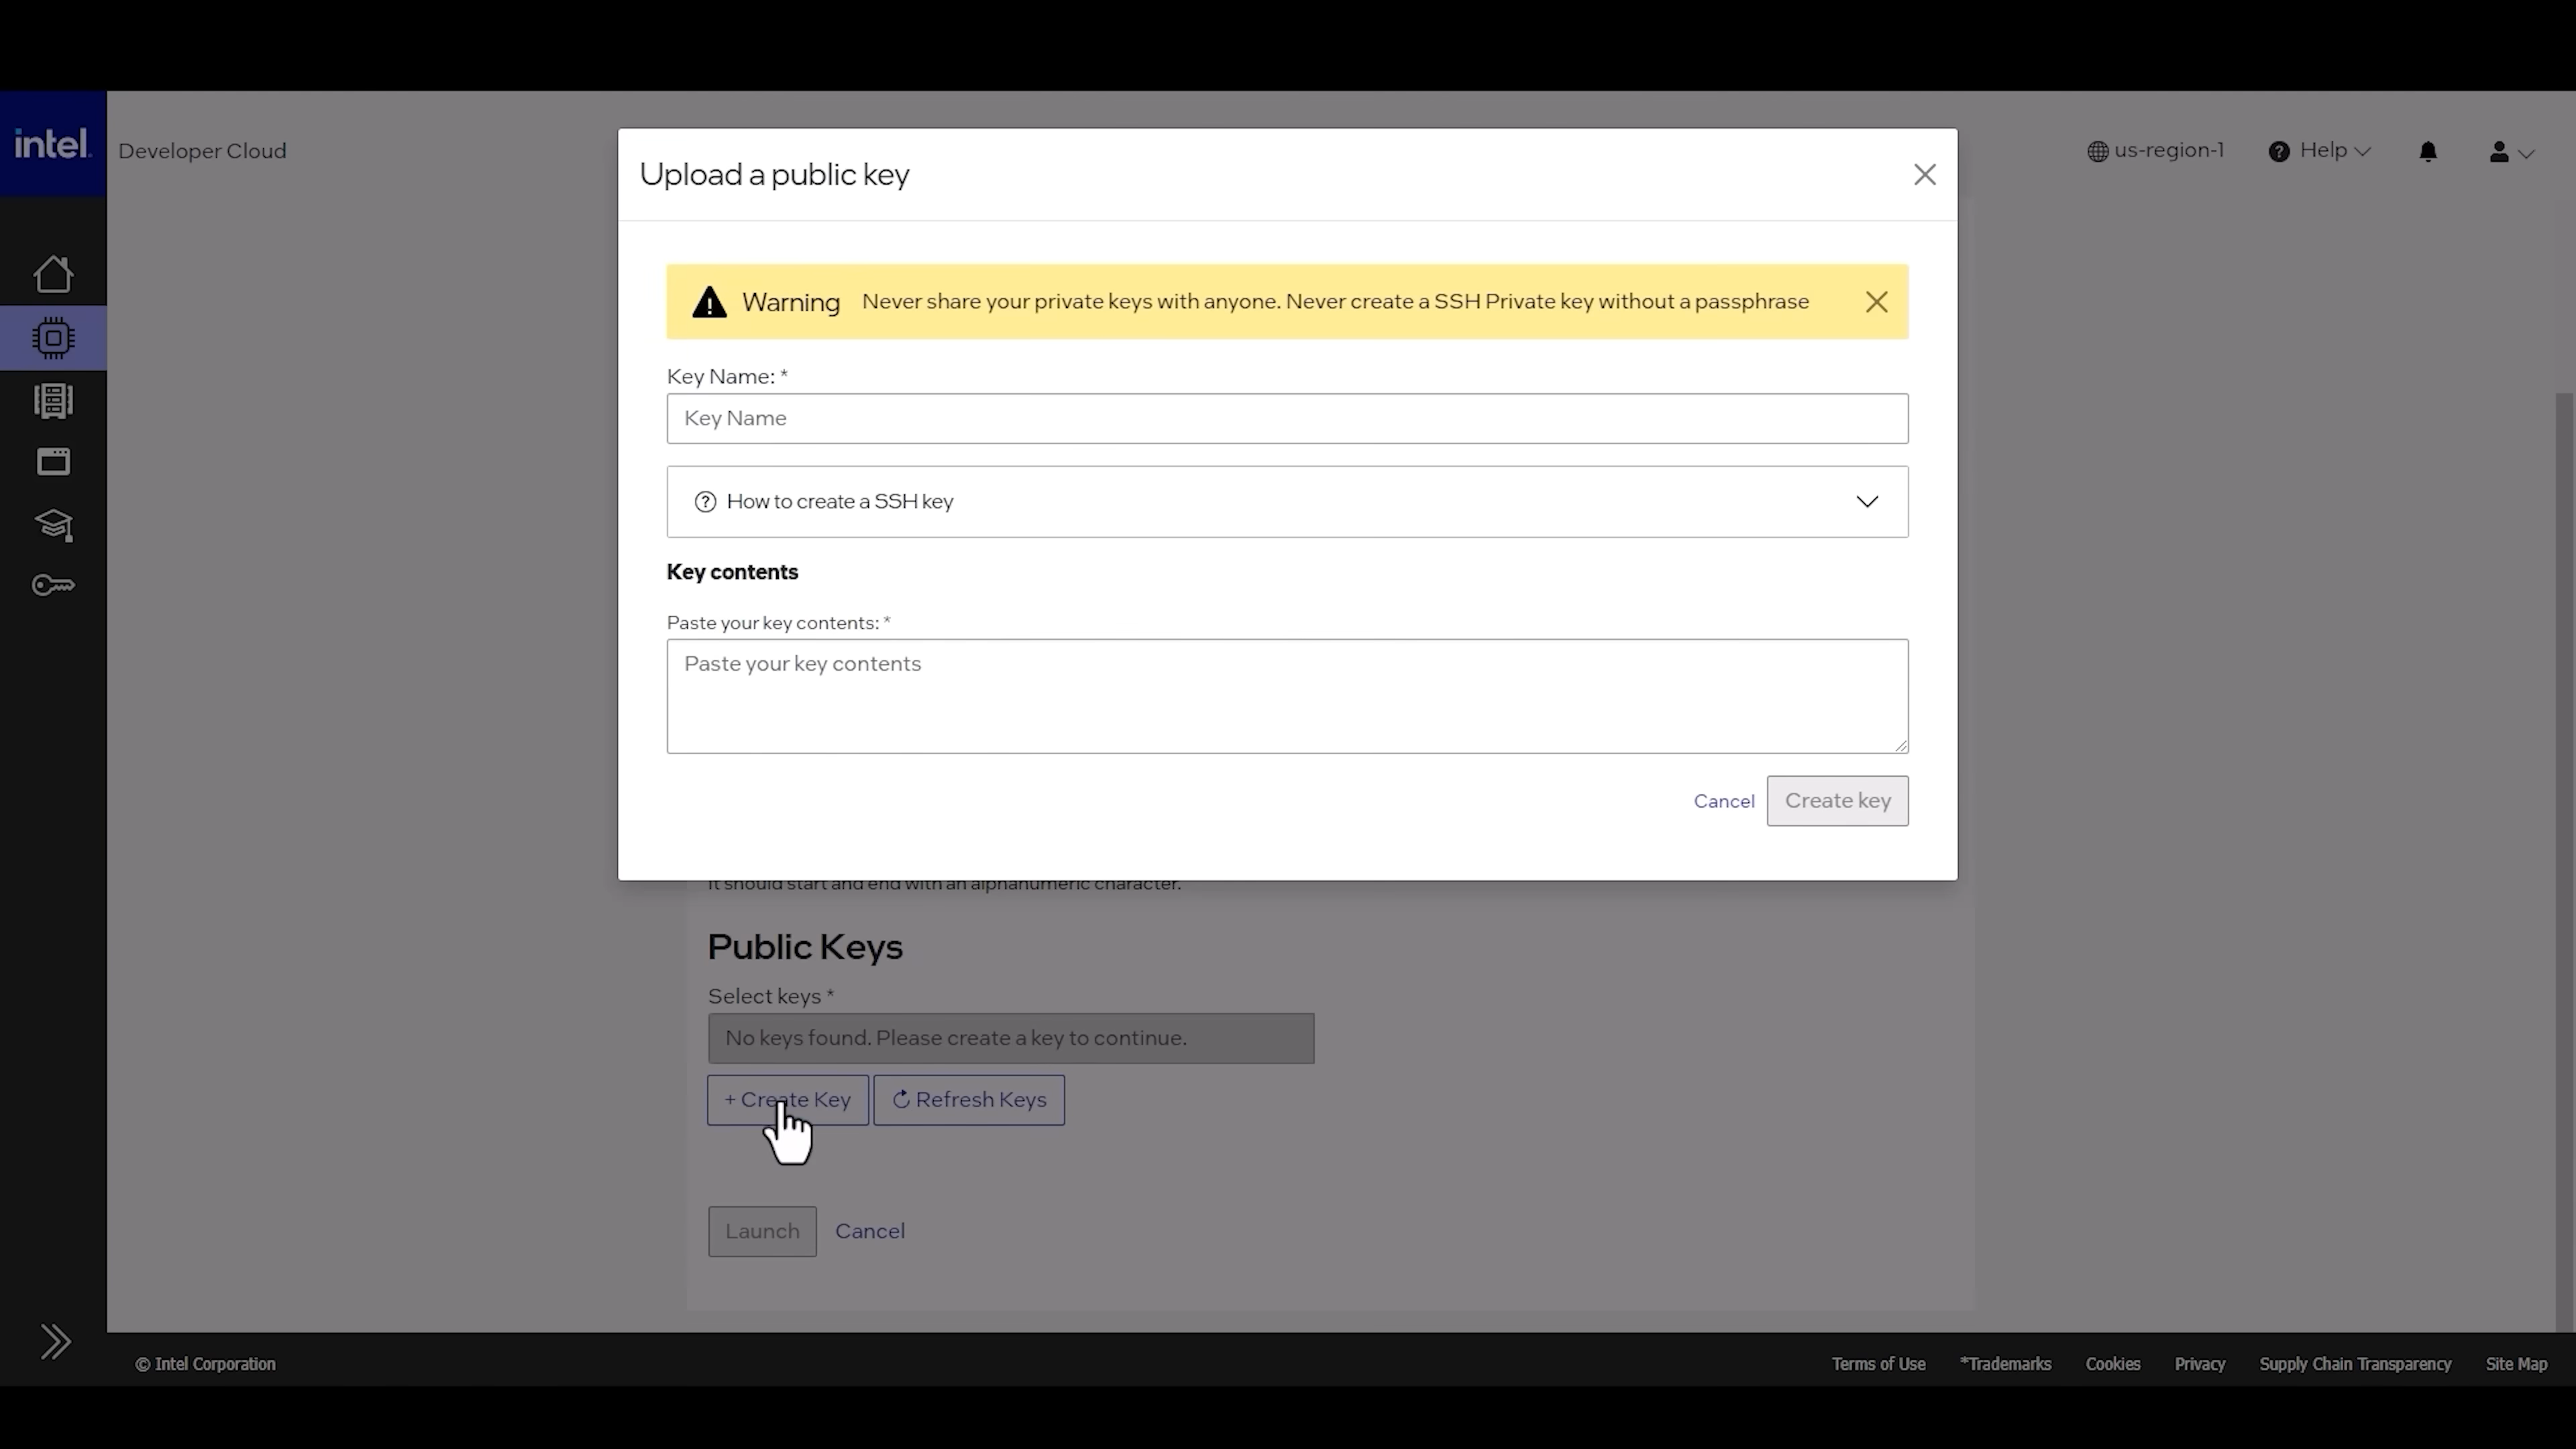 intel.
Developer Cloud
us-region-1
Help
Upload a public key
Warning Never share your private keys with anyone. Never create a SSH Private key without a passphrase
Key Name: *
Key Name
How to create a SSH key
Key contents
Paste your key contents: *
Paste your key contents
Cancel
Create key
It should start and end with an alphanumeric character.
Public Keys
Select keys *
No keys found. Please create a key to continue.
+ Create Key
Refresh Keys
Launch
Cancel
© Intel Corporation
Terms of Use
*Trademarks
Cookies
Privacy
Supply Chain Transparency
Site Map